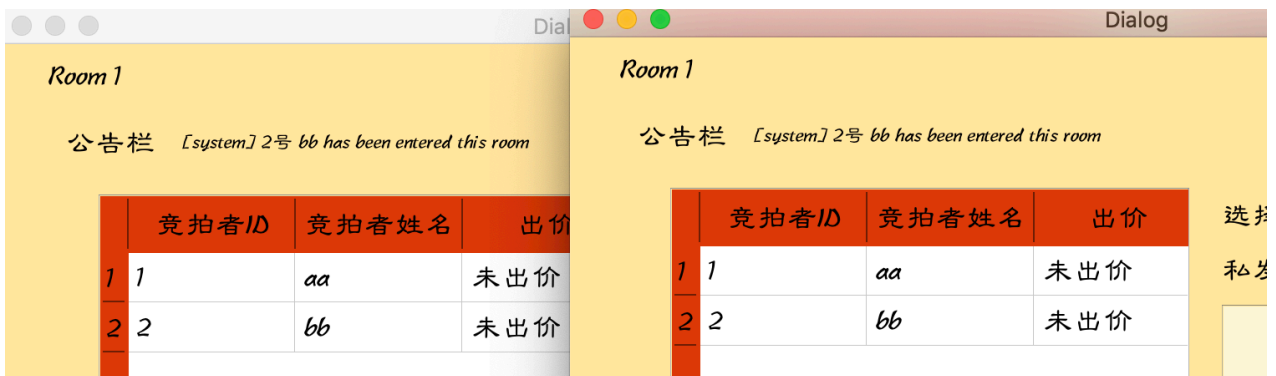 Dial
Room 1
公告栏 [system] 2号 bb has been entered this room
竞拍者ID 竞拍者姓名 出价
1 1 aa 未出价
2 2 bb 未出价
Dialog
Room 1
公告栏 [system] 2号 bb has been entered this room
竞拍者ID 竞拍者姓名 出价
1 1 aa 未出价
2 2 bb 未出价
选择
私发